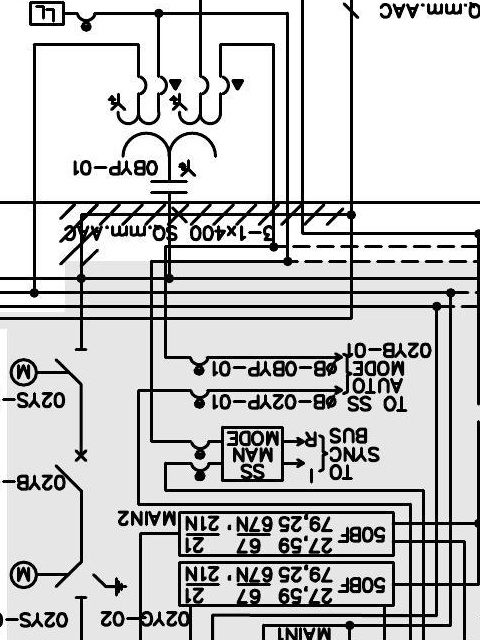 MAIN1
02YG-02
02YS-0
50BF
27,59 67 21
79,25 67N' 21N
50BF
27,59 67 21
79,25 67N' 21N
MAIN2
02YB-
M
TO
SYNC
BUS
I
R
SS
MAN
MODE
TO SS
AUTO
MODE
02YB-01
ØB-02YP-01
ØB-0BYP-01
02YS-
M
3-1x400 SQ.mm.AAC
0BYP-01
Q.mm.AAC
LL